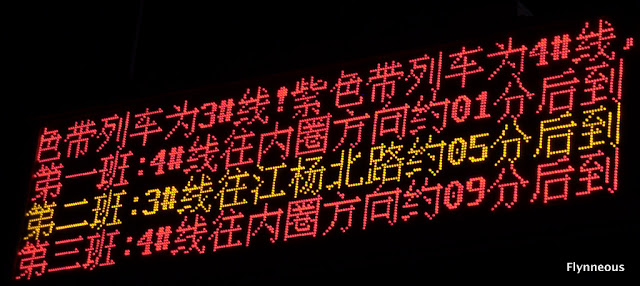 色带列车为3#线!紫色带列车为4#线,
第一班:4#线往内圈方向约01分后到
第二班:3#线往江杨北路约05分后到
第三班:4#线往内圈方向约09分后到
Flynneous